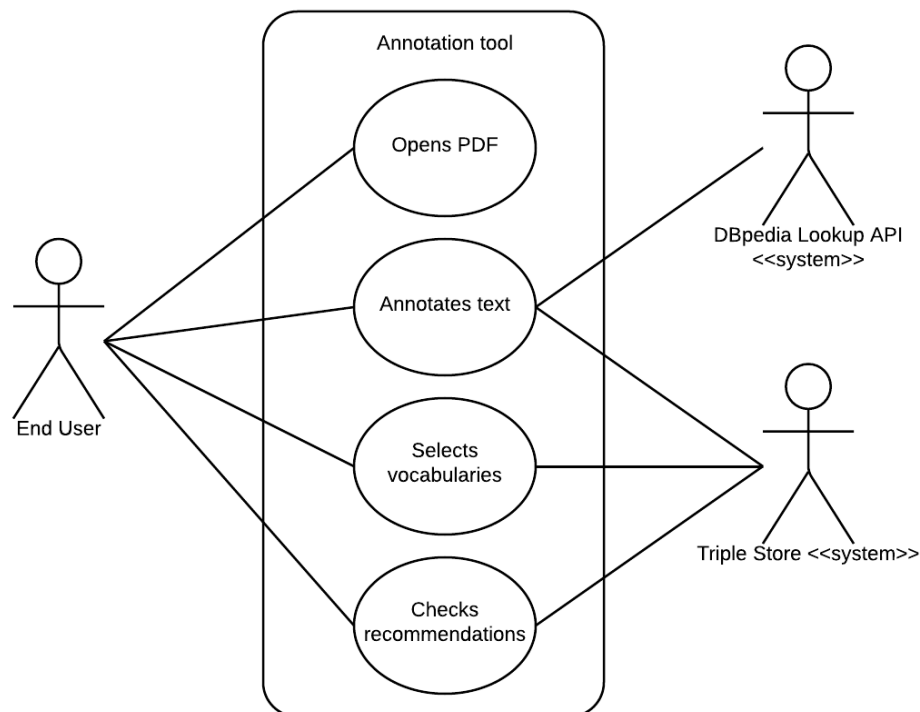 Annotation tool
Opens PDF
DBpedia Lookup API
<<system>>
Annotates text
End User
Selects
vocabularies
Triple Store <<system>>
Checks
recommendations